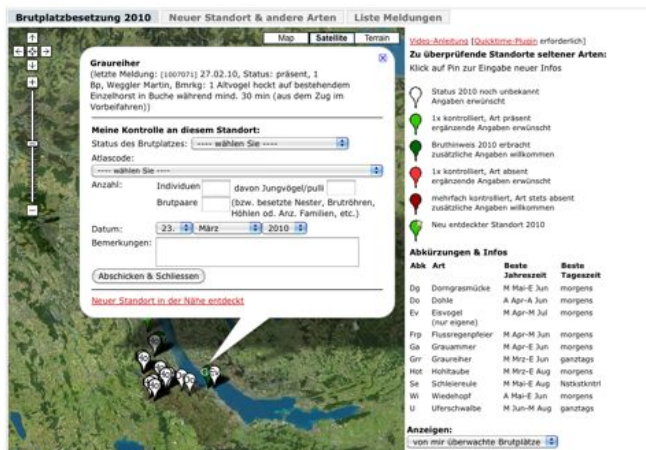 Brutplatzbesetzung 2010 Neuer Standort & andere Arten Liste Meldungen
Map Satellite Terrain
Graureiher
(letzte Meldung: [1007071] 27.02.10, Status: präsent, 1
Bp, Weggler Martin, Bmrkg: 1 Altvogel hockt auf bestehendem
Einzelhorst in Buche während mind. 30 min (aus dem Zug im
Vorbeifahren))
Meine Kontrolle an diesem Standort:
Status des Brutplatzes: ---- wählen Sie ----
Atlascode:
---- wählen Sie ----
Anzahl: Individuen davon Jungvögel/pulli
Brutpaare (bzw. besetzte Nester, Brutröhren,
Höhlen od. Anz. Familien, etc.)
Datum: 23. März 2010
Bemerkungen:
Abschicken & Schliessen
Neuer Standort in der Nähe entdeckt
G
Video-Anleitung [Quicktime-Plugin erforderlich]
Zu überprüfende Standorte seltener Arten:
Klick auf Pin zur Eingabe neuer Infos
Status 2010 noch unbekannt
Angaben erwünscht
1x kontrolliert, Art präsent
ergänzende Angaben erwünscht
Bruthinweis 2010 erbracht
zusätzliche Angaben willkommen
1x kontrolliert, Art absent
ergänzende Angaben erwünscht
mehrfach kontrolliert, Art stets absent
zusätzliche Angaben willkommen
Neu entdeckter Standort 2010
Abkürzungen & Infos
Abk Art Beste Jahreszeit Beste Tageszeit
Dg Dorngrasmücke M Mai-E Jun morgens
Do Dohle A Apr-A Jun morgens
Ev Eisvogel (nur eigene) M Apr-M Jul morgens
Frp Flussregenpfeier M Apr-M Jun morgens
Ga Grauammer M Apr-E Jun morgens
Grr Graureiher M Mrz-E Jun ganztags
Hot Hohltaube M Mrz-E Aug morgens
Se Schleiereule M Mai-E Aug Nstkstkntrl
Wi Wiedehopf A Mai-E Jun morgens
U Uferschwalbe M Jun-M Aug ganztags
Anzeigen:
von mir überwachte Brutplätze